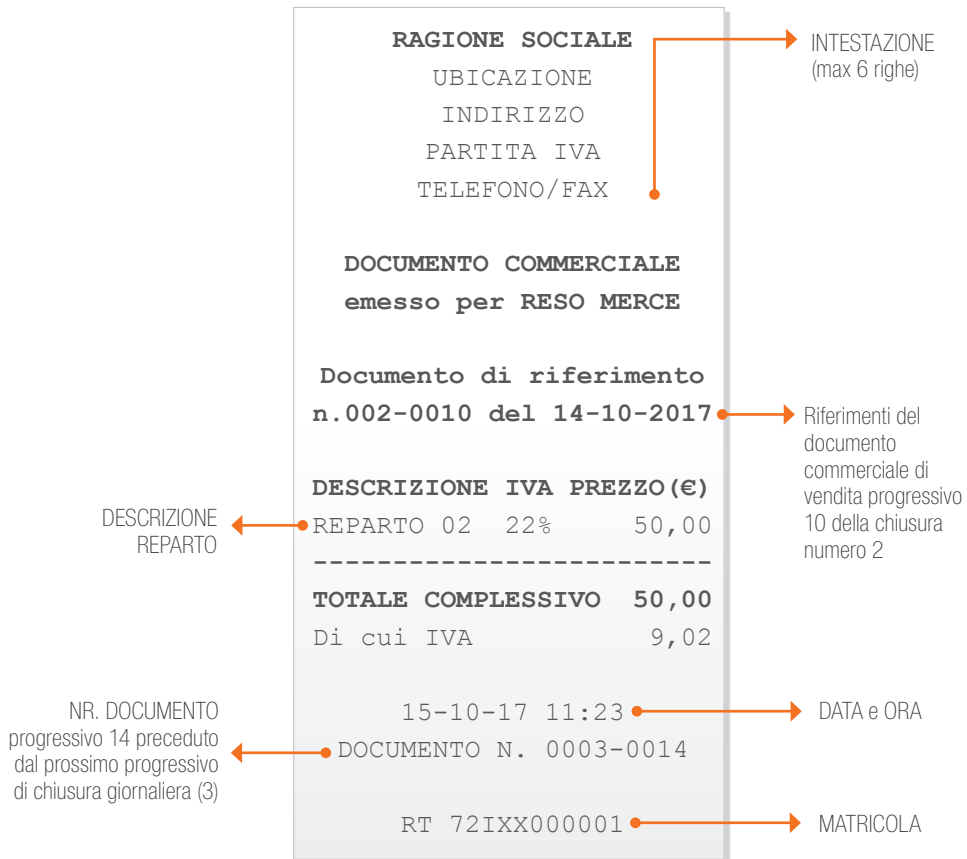 RAGIONE SOCIALE
UBICAZIONE
INDIRIZZO
PARTITA IVA
TELEFONO/FAX
INTESTAZIONE
(max 6 righe)
DOCUMENTO COMMERCIALE
emesso per RESO MERCE
Documento di riferimento
n.002-0010 del 14-10-2017
Riferimenti del
documento
commerciale di
vendita progressivo
10 della chiusura
numero 2
DESCRIZIONE IVA PREZZO(€)
DESCRIZIONE
REPARTO
REPARTO 02 22% 50,00
-------------------------
TOTALE COMPLESSIVO 50,00
Di cui IVA 9,02
15-10-17 11:23
DATA e ORA
NR. DOCUMENTO
progressivo 14 preceduto
dal prossimo progressivo
di chiusura giornaliera (3)
DOCUMENTO N. 0003-0014
RT 72IXX000001
MATRICOLA